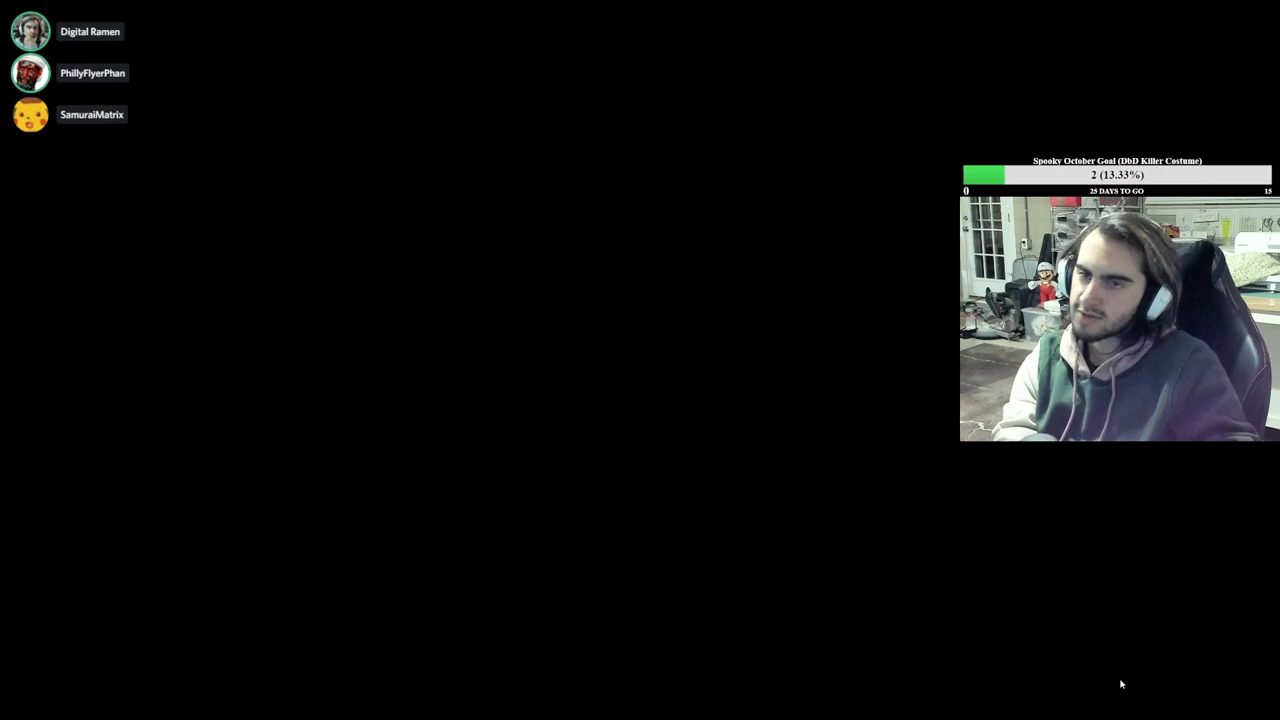 Digital Ramen
PhillyFlyerPhan
SamuraiMatrix
Spooky October Goal (DbD Killer Costume)
2 (13.33%)
0 25 DAYS TO GO 15